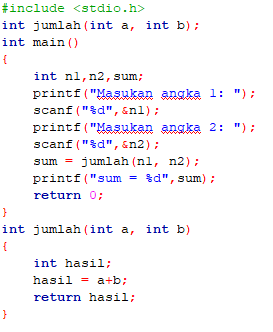 #include <stdio.h>
int jumlah(int a, int b);
int main()
{
    int n1,n2,sum;
    printf("Masukan angka 1: ");
    scanf("%d",&n1);
    printf("Masukan angka 2: ");
    scanf("%d",&n2);
    sum = jumlah(n1, n2);
    printf("sum = %d",sum);
    return 0;
}
int jumlah(int a, int b)
{
    int hasil;
    hasil = a+b;
    return hasil;
}